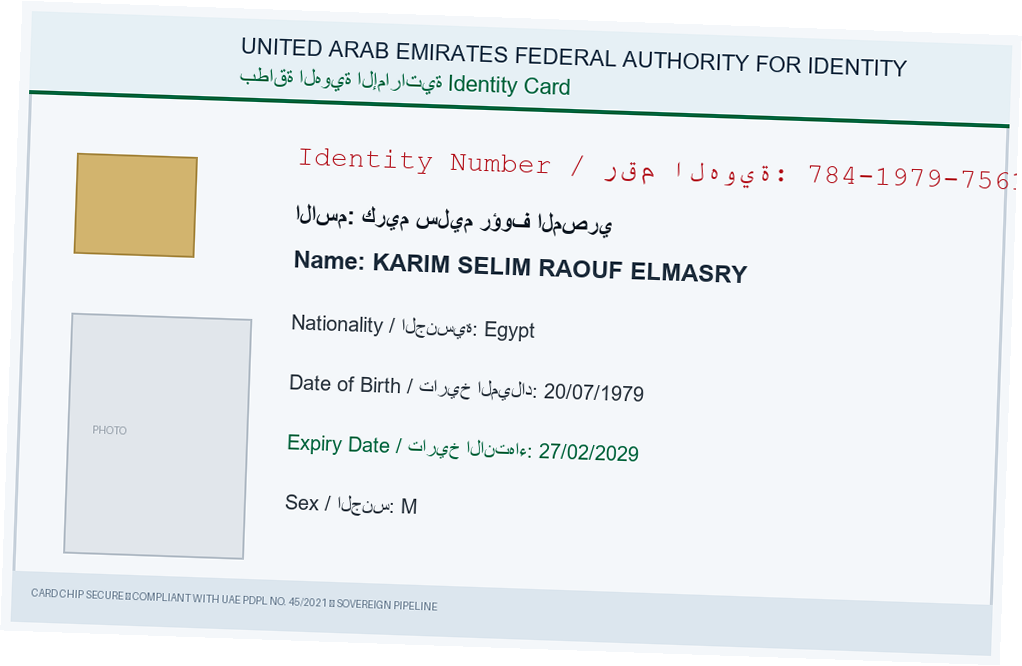 UNITED ARAB EMIRATES FEDERAL AUTHORITY FOR IDENTITY
بطاقة الهوية الإماراتية Identity Card
Identity Number / رقم الهوية: 784-1979-7561
الاسم: كريم سليم رؤوف المصري
Name: KARIM SELIM RAOUF ELMASRY
Nationality / الجنسية: Egypt
Date of Birth / تاريخ الميلاد: 20/07/1979
Expiry Date / تاريخ الانتهاء: 27/02/2029
Sex / الجنس: M
PHOTO
CARD CHIP SECURE COMPLIANT WITH UAE PDPL NO. 45/2021 SOVEREIGN PIPELINE